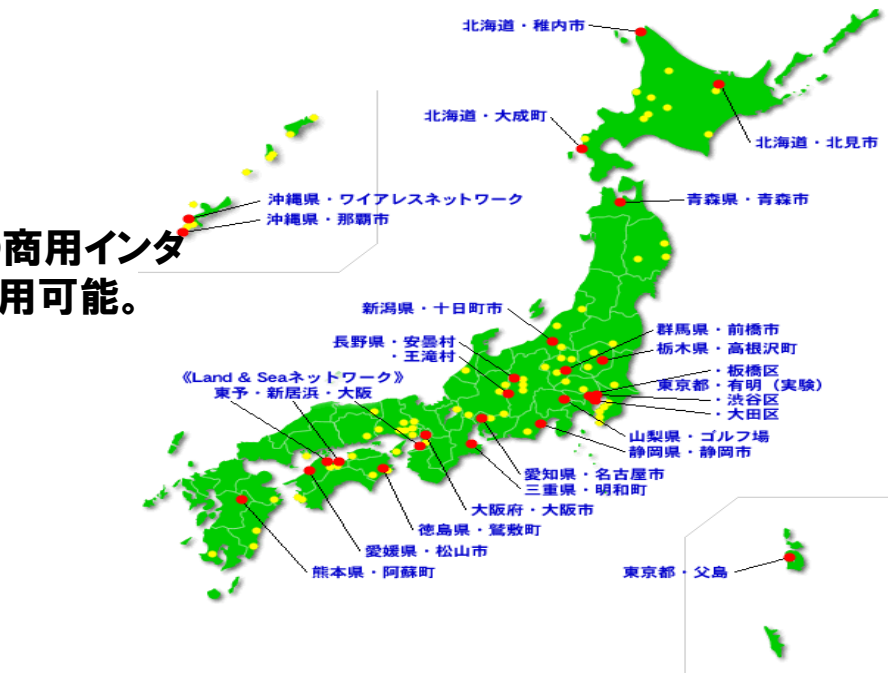 北海道・稚内市
北海道・大成町
北海道・北見市
沖縄県・ワイアレスネットワーク
沖縄県・那覇市
青森県・青森市
商用インタ
用可能。
新潟県・十日町市
長野県・安曇村
・王滝村
群馬県・前橋市
栃木県・高根沢町
・板橋区
東京都・有明（実験）
・渋谷区
・大田区
《Land & Seaネットワーク》
東予・新居浜・大阪
山梨県・ゴルフ場
静岡県・静岡市
愛知県・名古屋市
三重県・明和町
大阪府・大阪市
徳島県・鷲敷町
愛媛県・松山市
熊本県・阿蘇町
東京都・父島